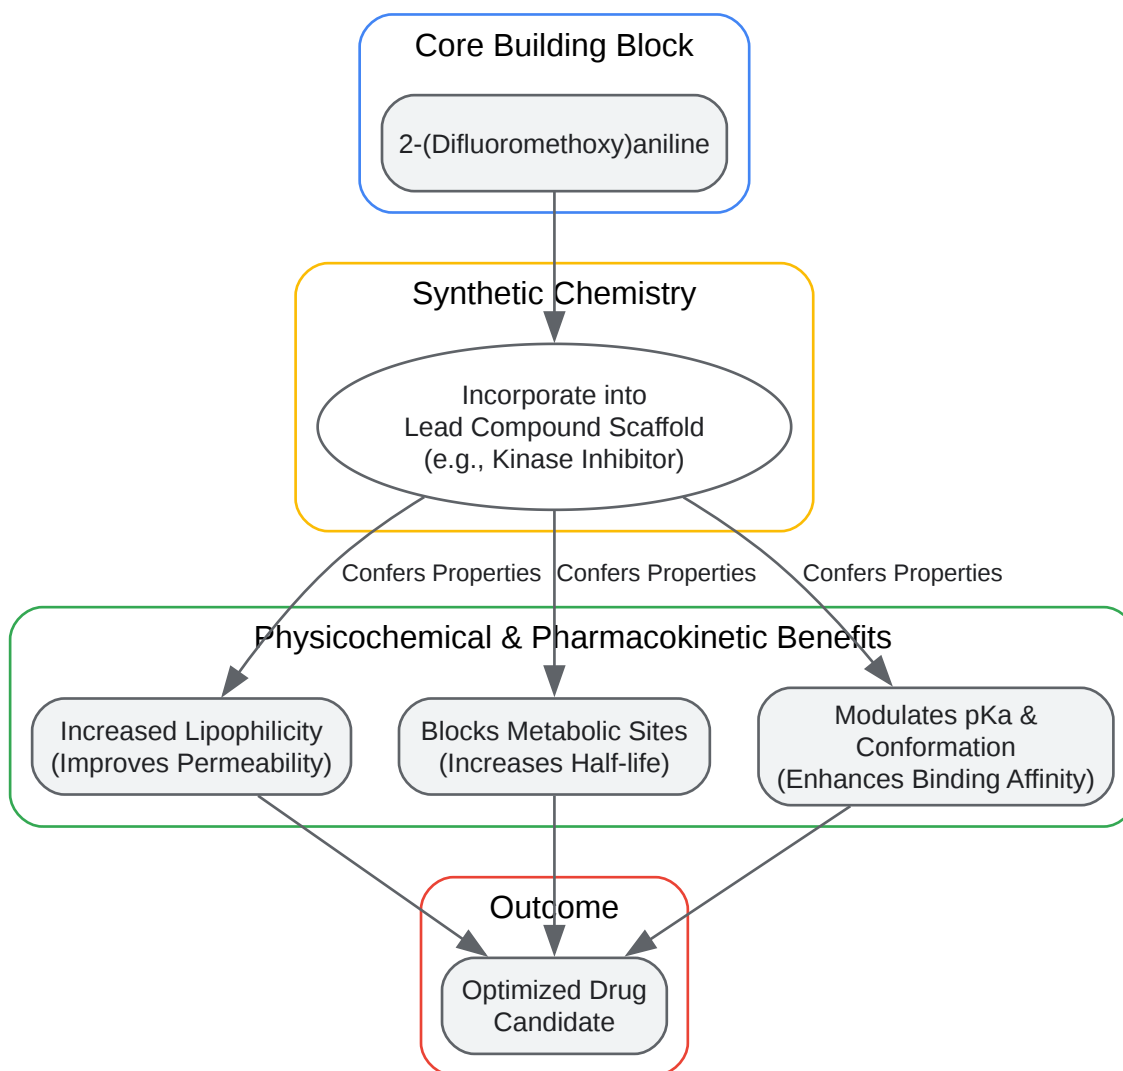 Core Building Block
2-(Difluoromethoxy)aniline
Synthetic Chemistry
Incorporate into
Lead Compound Scaffold
(e.g., Kinase Inhibitor)
Confers Properties
Confers Properties
Confers Properties
Physicochemical & Pharmacokinetic Benefits
Increased Lipophilicity
(Improves Permeability)
Blocks Metabolic Sites
(Increases Half-life)
Modulates pKa &
Conformation
(Enhances Binding Affinity)
Outcome
Optimized Drug
Candidate